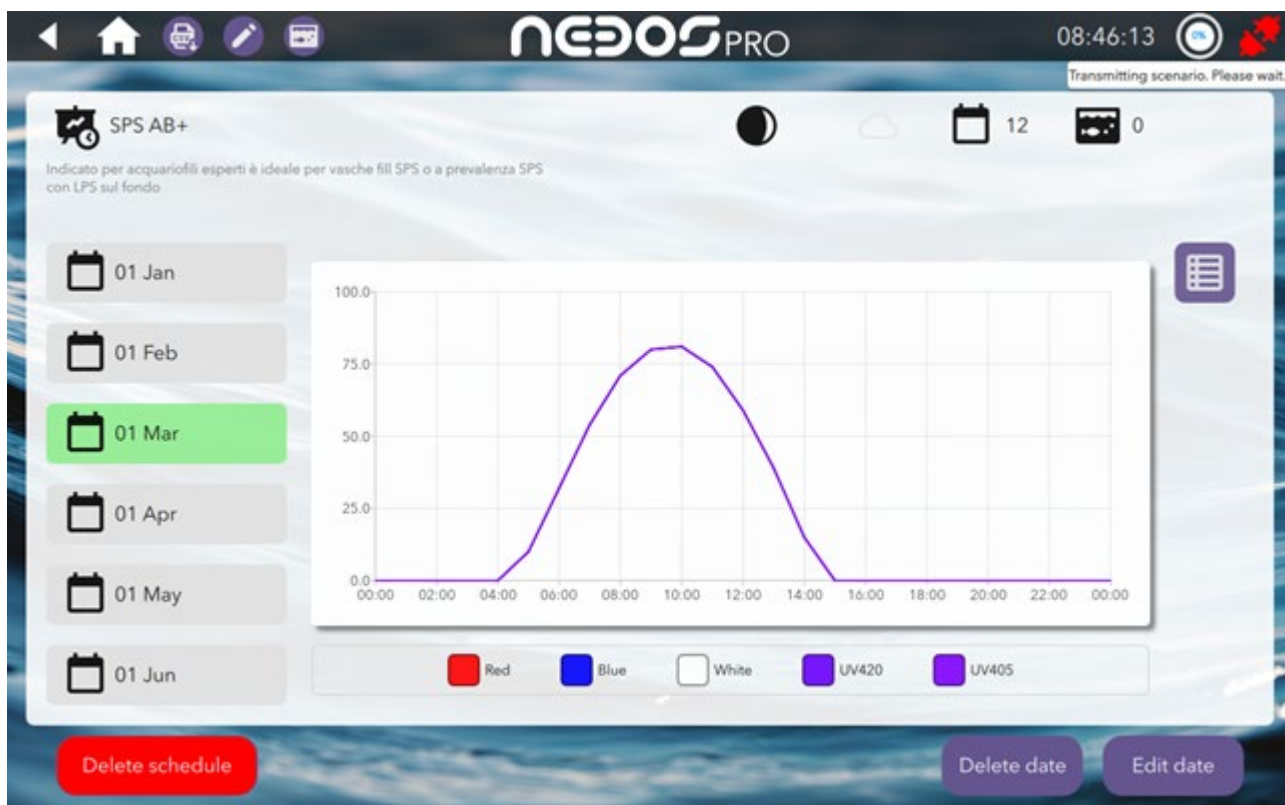 NEOOS PRO
08:46:13
0%
Transmitting scenario. Please wait.
SPS AB+
12
0
Indicato per acquariofili esperti è ideale per vasche fill SPS o a prevalenza SPS
con LPS sul fondo
01 Jan
01 Feb
01 Mar
01 Apr
01 May
01 Jun
100.0
75.0
50.0
25.0
0.0
00:00 02:00 04:00 06:00 08:00 10:00 12:00 14:00 16:00 18:00 20:00 22:00 00:00
Red Blue White UV420 UV405
Delete schedule
Delete date
Edit date